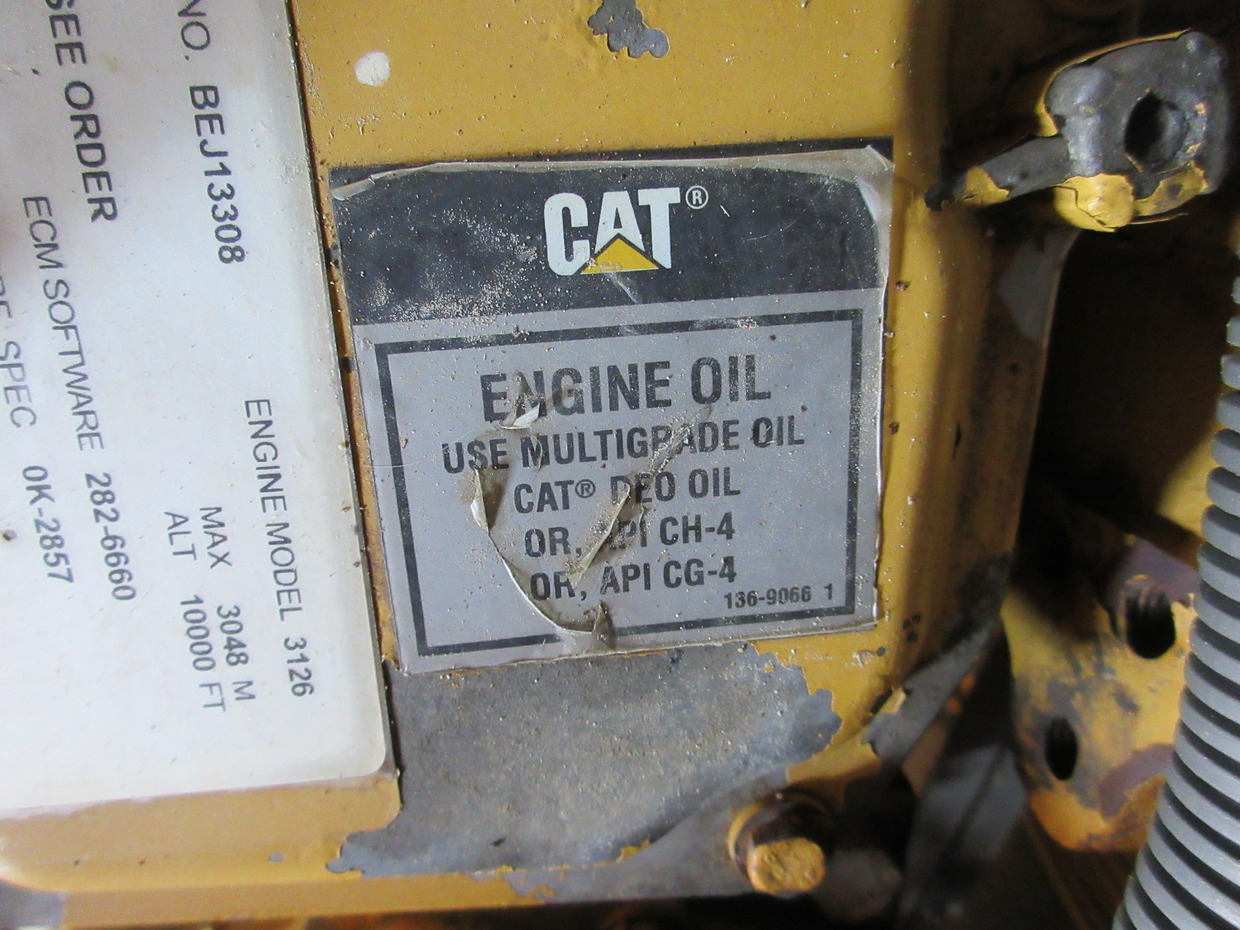 NO. BEJ13308
SEE ORDER
ENGINE MODEL 3126
MAX 3048 M
ALT 10000 FT
ECM SOFTWARE 282-6660
SPEC 0K-2857
CAT®
ENGINE OIL
USE MULTIGRADE OIL
CAT® DEO OIL
OR, API CH-4
OR, API CG-4
136-9066 1